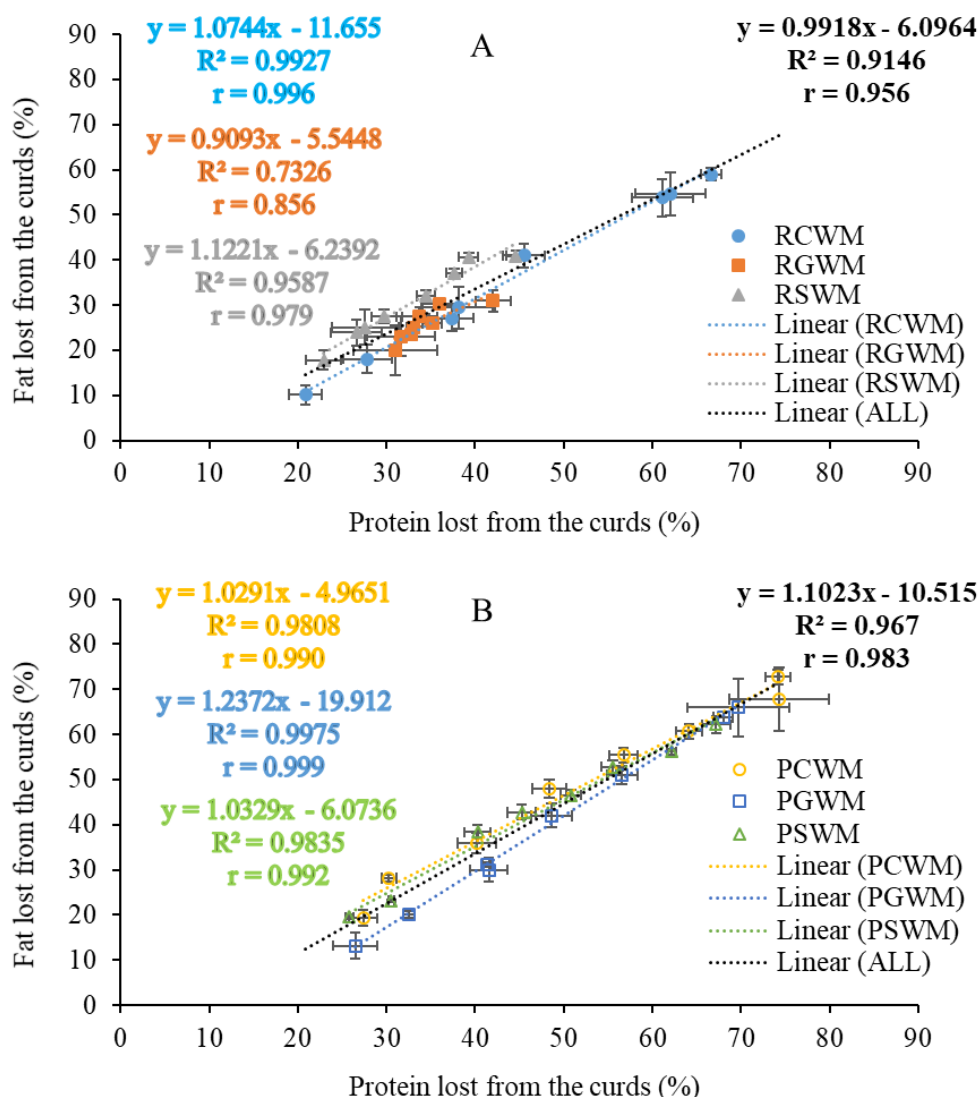 y = 1.0744x - 11.655
R² = 0.9927
r = 0.996
A
y = 0.9918x - 6.0964
R² = 0.9146
r = 0.956
y = 0.9093x - 5.5448
R² = 0.7326
r = 0.856
y = 1.1221x - 6.2392
R² = 0.9587
r = 0.979
Fat lost from the curds (%)
90
80
70
60
50
40
30
20
10
0
RCWM
RGWM
RSWM
Linear (RCWM)
Linear (RGWM)
Linear (RSWM)
Linear (ALL)
0 10 20 30 40 50 60 70 80 90
Protein lost from the curds (%)
y = 1.0291x - 4.9651
R² = 0.9808
r = 0.990
B
y = 1.1023x - 10.515
R² = 0.967
r = 0.983
y = 1.2372x - 19.912
R² = 0.9975
r = 0.999
y = 1.0329x - 6.0736
R² = 0.9835
r = 0.992
Fat lost from the curds (%)
90
80
70
60
50
40
30
20
10
0
PCWM
PGWM
PSWM
Linear (PCWM)
Linear (PGWM)
Linear (PSWM)
Linear (ALL)
0 10 20 30 40 50 60 70 80 90
Protein lost from the curds (%)